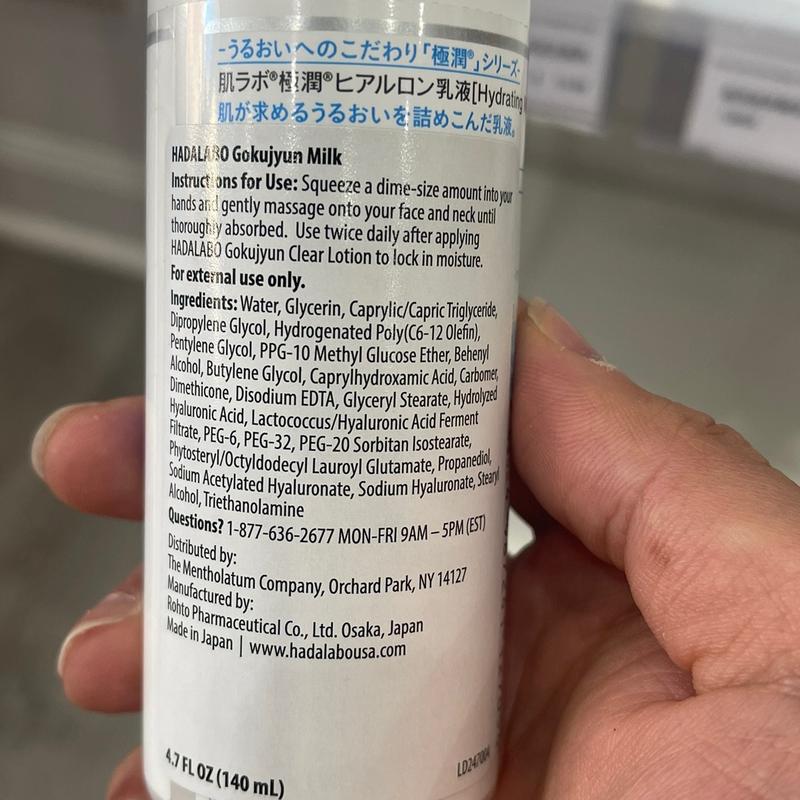 -うるおいへのこだわり「極潤®」シリーズ-
肌ラボ®極潤®ヒアルロン乳液[Hydrating
肌が求めるうるおいを詰めこんだ乳液。
HADALABO Gokujyun Milk
Instructions for Use: Squeeze a dime-size amount into your
hands and gently massage onto your face and neck until
thoroughly absorbed. Use twice daily after applying
HADALABO Gokujyun Clear Lotion to lock in moisture.
For external use only.
Ingredients: Water, Glycerin, Caprylic/Capric Triglyceride,
Dipropylene Glycol, Hydrogenated Poly(C6-12 Olefin),
Pentylene Glycol, PPG-10 Methyl Glucose Ether, Behenyl
Alcohol, Butylene Glycol, Caprylhydroxamic Acid, Carbomer,
Dimethicone, Disodium EDTA, Glyceryl Stearate, Hydrolyzed
Hyaluronic Acid, Lactococcus/Hyaluronic Acid Ferment
Filtrate, PEG-6, PEG-32, PEG-20 Sorbitan Isostearate,
Phytosteryl/Octyldodecyl Lauroyl Glutamate, Propanediol,
Sodium Acetylated Hyaluronate, Sodium Hyaluronate, Stearyl
Alcohol, Triethanolamine
Questions? 1-877-636-2677 MON-FRI 9AM – 5PM (EST)
Distributed by:
The Mentholatum Company, Orchard Park, NY 14127
Manufactured by:
Rohto Pharmaceutical Co., Ltd. Osaka, Japan
Made in Japan | www.hadalabousa.com
4.7 FL OZ (140 mL)